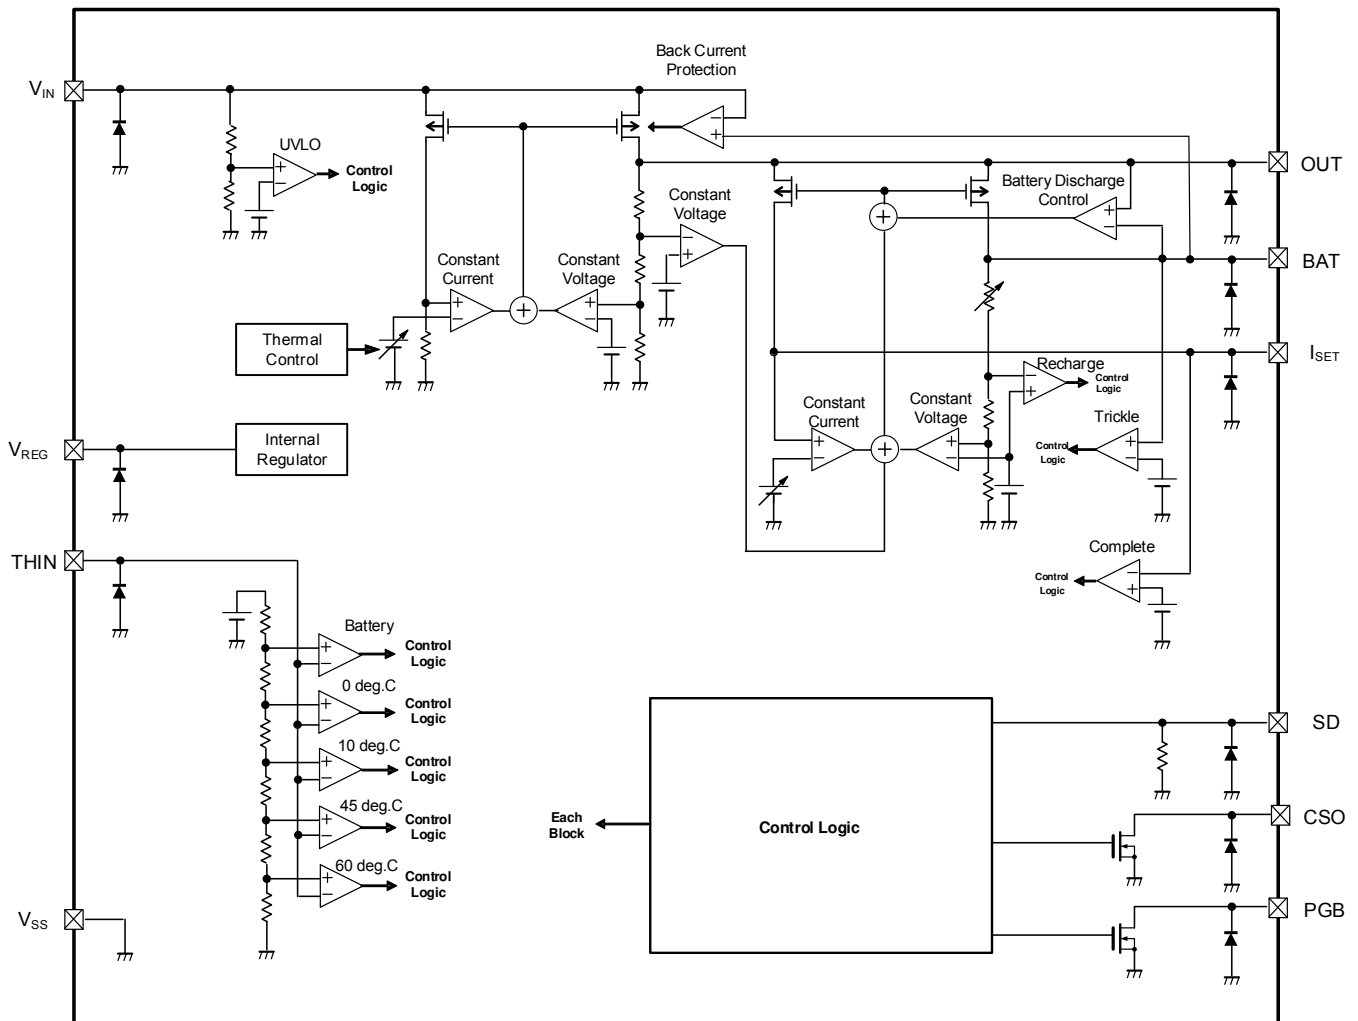 Back Current
Protection
VIN
UVLO
Control
Logic
OUT
Constant
Voltage
Battery Discharge
Control
+
Constant
Current
Constant
Voltage
BAT
+
Thermal
Control
ISET
Recharge
Control
Logic
Constant
Current
Constant
Voltage
Trickle
Control
Logic
+
VREG
Internal
Regulator
THIN
Complete
Control
Logic
Battery
Control
Logic
0 deg.C
Control
Logic
10 deg.C
Control
Logic
45 deg.C
Control
Logic
60 deg.C
Control
Logic
VSS
Each
Block
Control Logic
SD
CSO
PGB